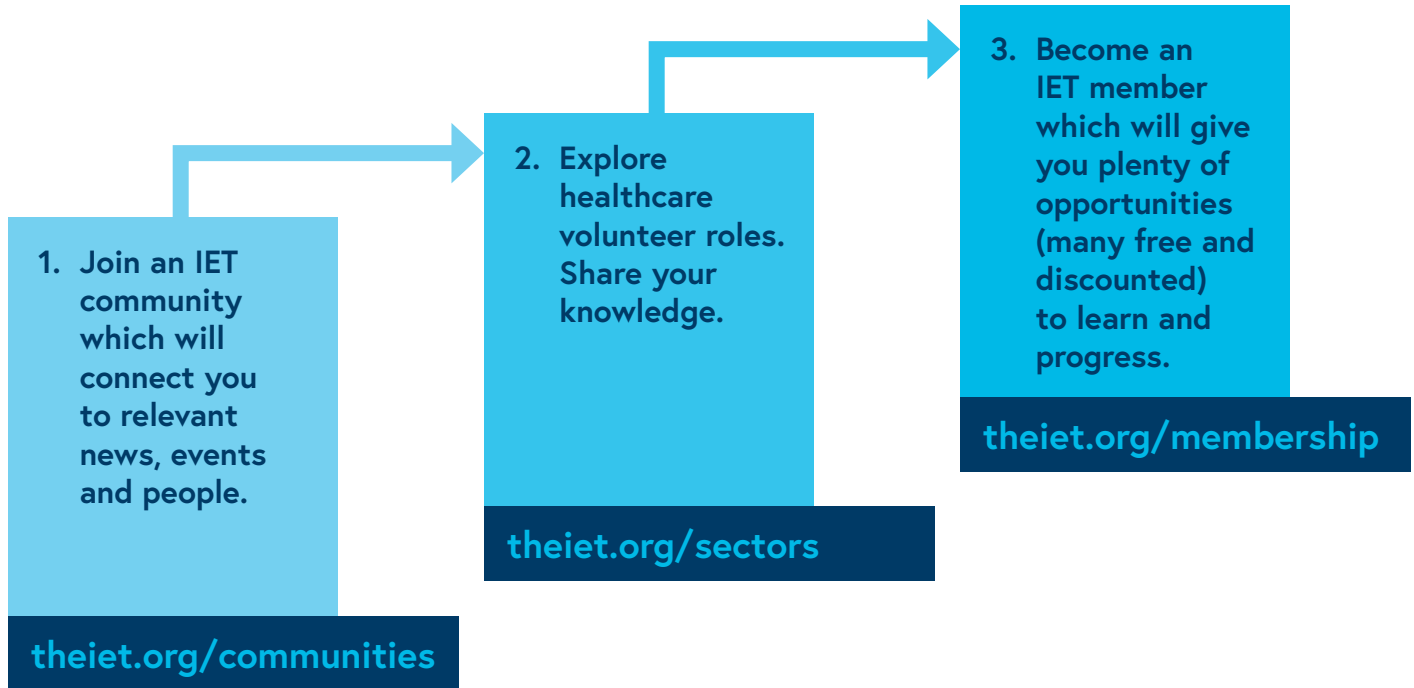 1. Join an IET
community
which will
connect you
to relevant
news, events
and people.
theiet.org/communities
2. Explore
healthcare
volunteer roles.
Share your
knowledge.
theiet.org/sectors
3. Become an
IET member
which will give
you plenty of
opportunities
(many free and
discounted)
to learn and
progress.
theiet.org/membership